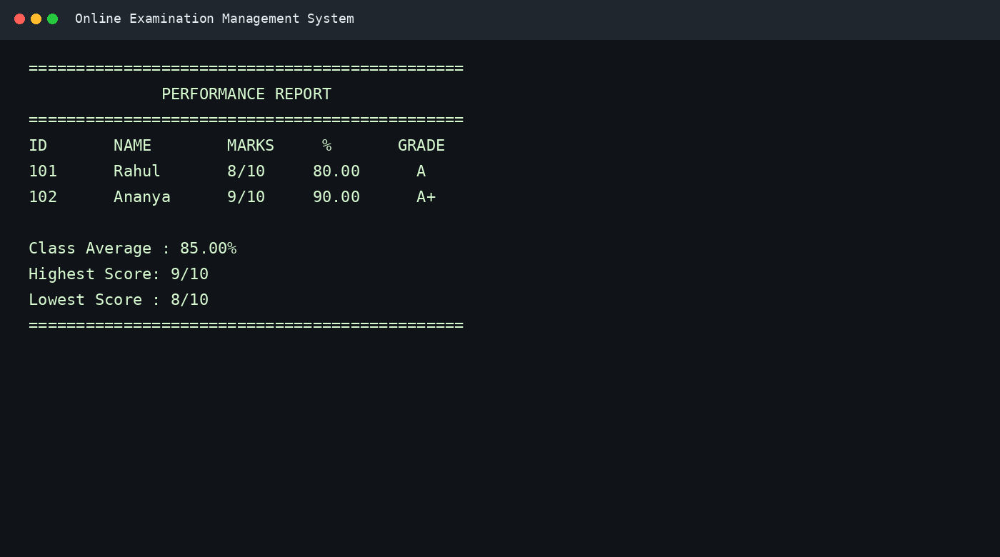 Online Examination Management System
==============================================
PERFORMANCE REPORT
==============================================
ID       NAME        MARKS     %       GRADE
101      Rahul       8/10     80.00      A
102      Ananya      9/10     90.00      A+
Class Average : 85.00%
Highest Score: 9/10
Lowest Score : 8/10
==============================================